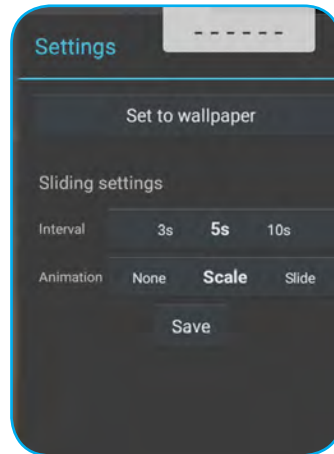 Settings
------
Set to wallpaper
Sliding settings
Interval 3s 5s 10s
Animation None Scale Slide
Save